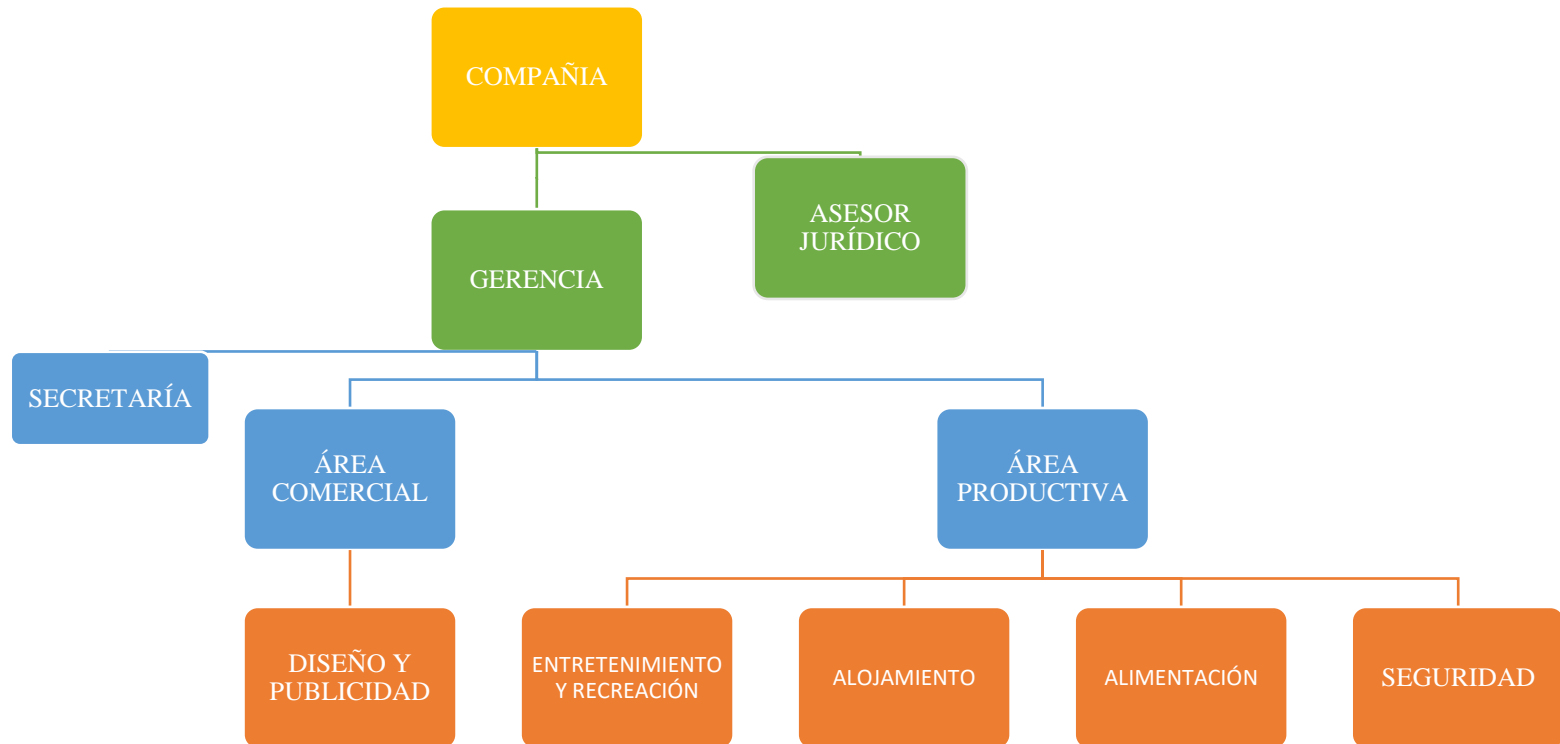 COMPAÑIA
ASESOR
JURÍDICO
GERENCIA
SECRETARÍA
ÁREA
COMERCIAL
ÁREA
PRODUCTIVA
DISEÑO Y
PUBLICIDAD
ENTRETENIMIENTO
Y RECREACIÓN
ALOJAMIENTO
ALIMENTACIÓN
SEGURIDAD